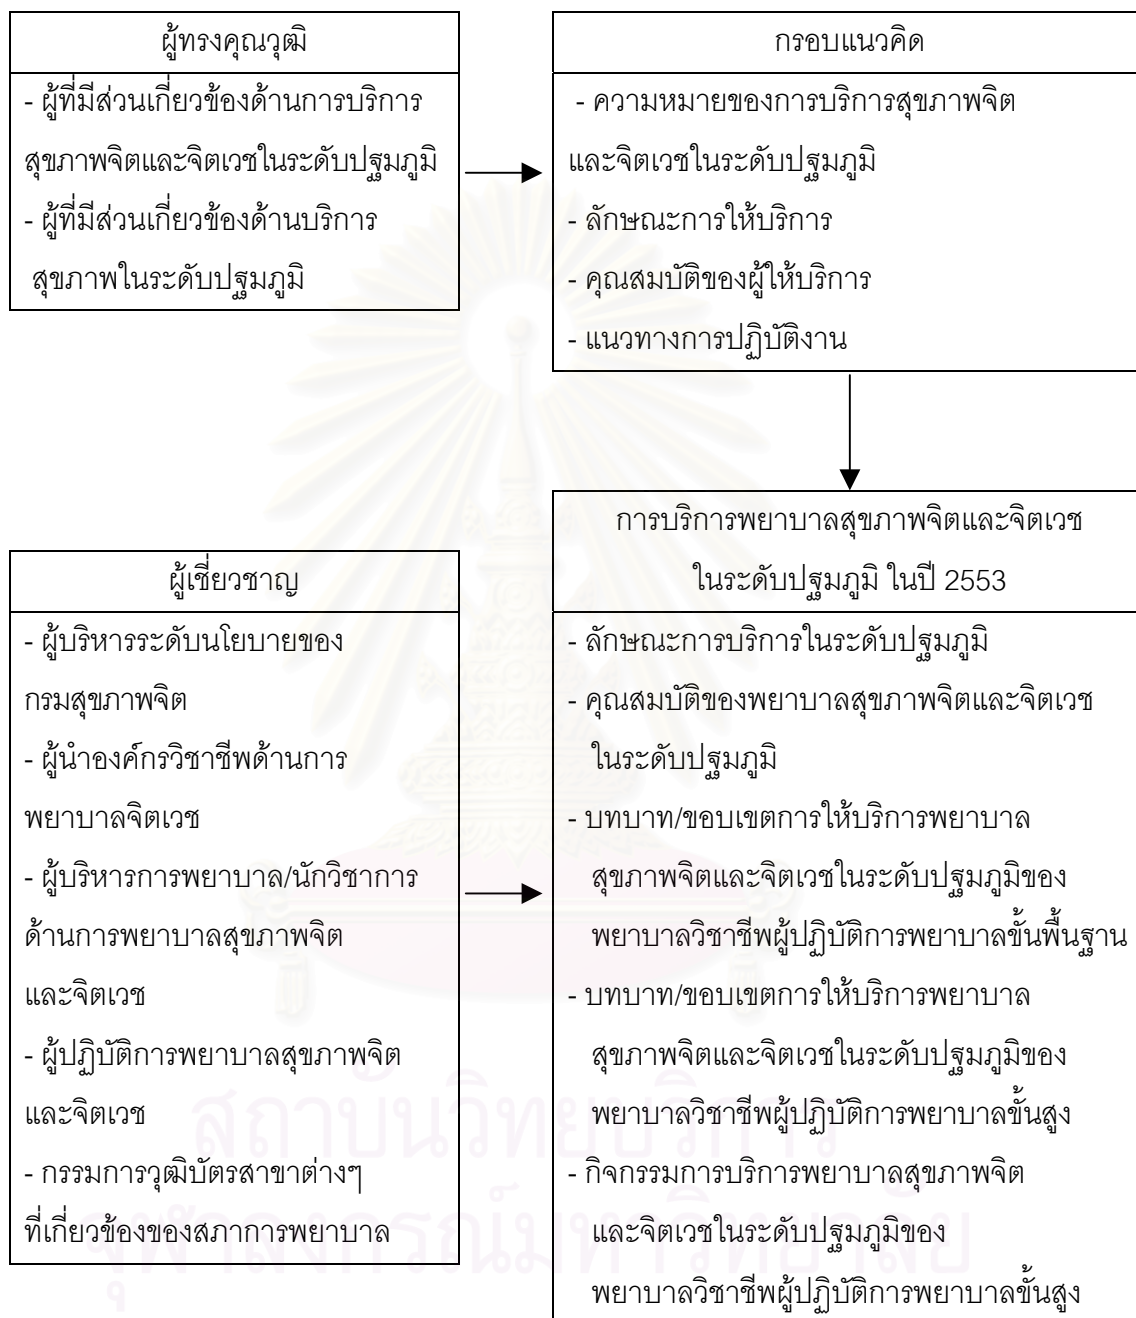 ผู้ทรงคุณวุฒิ
- ผู้ที่มีส่วนเกี่ยวข้องด้านการบริการ
สุขภาพจิตและจิตเวชในระดับปฐมภูมิ
- ผู้ที่มีส่วนเกี่ยวข้องด้านบริการ
สุขภาพในระดับปฐมภูมิ
กรอบแนวคิด
- ความหมายของการบริการสุขภาพจิต
และจิตเวชในระดับปฐมภูมิ
- ลักษณะการให้บริการ
- คุณสมบัติของผู้ให้บริการ
- แนวทางการปฏิบัติงาน
ผู้เชี่ยวชาญ
- ผู้บริหารระดับนโยบายของ
กรมสุขภาพจิต
- ผู้นำองค์กรวิชาชีพด้านการ
พยาบาลจิตเวช
- ผู้บริหารการพยาบาล/นักวิชาการ
ด้านการพยาบาลสุขภาพจิต
และจิตเวช
- ผู้ปฏิบัติการพยาบาลสุขภาพจิต
และจิตเวช
- กรรมการวุฒิบัตรสาขาต่างๆ
ที่เกี่ยวข้องของสภาการพยาบาล
การบริการพยาบาลสุขภาพจิตและจิตเวช
ในระดับปฐมภูมิ ในปี 2553
- ลักษณะการบริการในระดับปฐมภูมิ
- คุณสมบัติของพยาบาลสุขภาพจิตและจิตเวช
ในระดับปฐมภูมิ
- บทบาท/ขอบเขตการให้บริการพยาบาล
สุขภาพจิตและจิตเวชในระดับปฐมภูมิของ
พยาบาลวิชาชีพผู้ปฏิบัติการพยาบาลขั้นพื้นฐาน
- บทบาท/ขอบเขตการให้บริการพยาบาล
สุขภาพจิตและจิตเวชในระดับปฐมภูมิของ
พยาบาลวิชาชีพผู้ปฏิบัติการพยาบาลขั้นสูง
- กิจกรรมการบริการพยาบาลสุขภาพจิต
และจิตเวชในระดับปฐมภูมิของ
พยาบาลวิชาชีพผู้ปฏิบัติการพยาบาลขั้นสูง
สถาบันวิทยบริการ
จุฬาลงกรณ์มหาวิทยาลัย